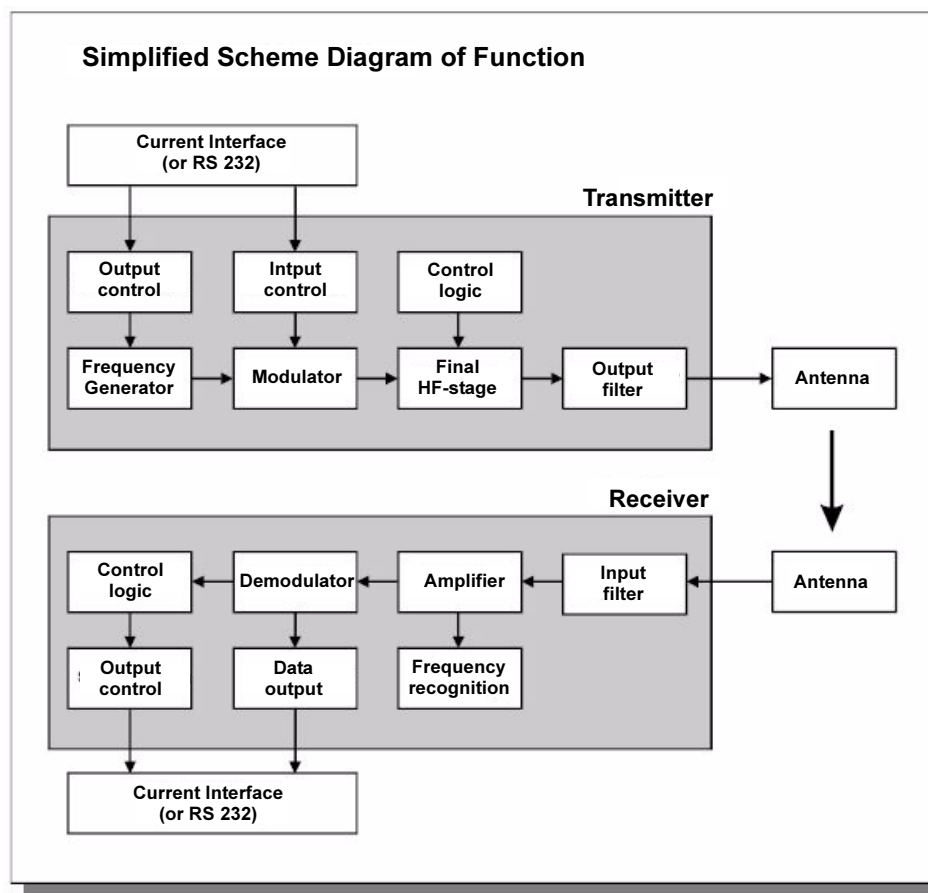 Simplified Scheme Diagram of Function
Current Interface
(or RS 232)
Transmitter
Output
control
Intput
control
Control
logic
Frequency
Generator
Modulator
Final
HF-stage
Output
filter
Antenna
Receiver
Control
logic
Demodulator
Amplifier
Input
filter
Antenna
Output
control
Data
output
Frequency
recognition
Current Interface
(or RS 232)